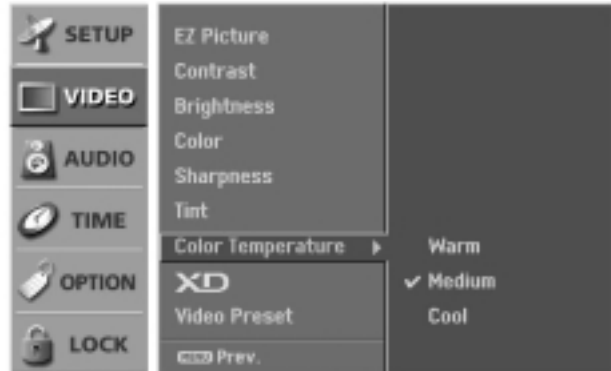 SETUP
VIDEO
AUDIO
TIME
OPTION
LOCK
EZ Picture
Contrast
Brightness
Color
Sharpness
Tint
Color Temperature
XD
Video Preset
MENU Prev.
Warm
Medium
Cool